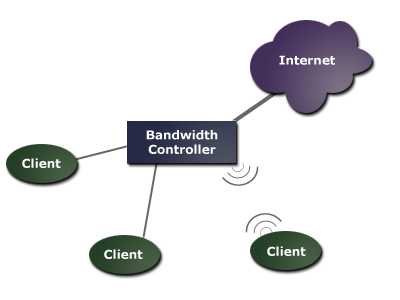 Internet
Bandwidth
Controller
Client
Client
Client